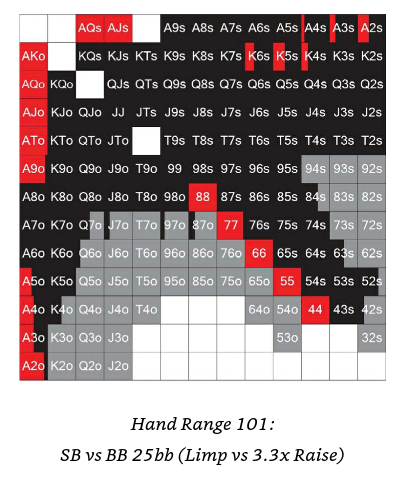 AQs AJs A9s A8s A7s A6s A5s A4s A3s A2s
AKo KQs KJs KTs K9s K8s K7s K6s K5s K4s K3s K2s
AQo KQo QJs QTs Q9s Q8s Q7s Q6s Q5s Q4s Q3s Q2s
AJo KJo QJo JJ JTs J9s J8s J7s J6s J5s J4s J3s J2s
ATo KTo QTo JTo T9s T8s T7s T6s T5s T4s T3s T2s
A9o K9o Q9o J9o T9o 99 98s 97s 96s 95s 94s 93s 92s
A8o K8o Q8o J8o T8o 98o 88 87s 86s 85s 84s 83s 82s
A7o K7o Q7o J7o T7o 97o 87o 77 76s 75s 74s 73s 72s
A6o K6o Q6o J6o T6o 96o 86o 76o 66 65s 64s 63s 62s
A5o K5o Q5o J5o T5o 95o 85o 75o 65o 55 54s 53s 52s
A4o K4o Q4o J4o T4o 64o 54o 44 43s 42s
A3o K3o Q3o J3o 53o 32s
A2o K2o Q2o J2o
Hand Range 101:
SB vs BB 25bb (Limp vs 3.3x Raise)